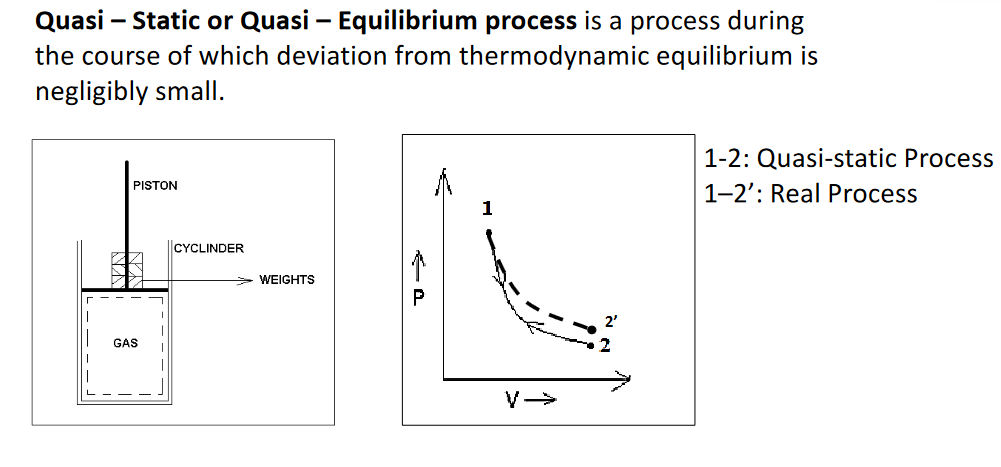 Quasi – Static or Quasi – Equilibrium process is a process during
the course of which deviation from thermodynamic equilibrium is
negligibly small.
PISTON
CYCLINDER
WEIGHTS
GAS
1
P
2′
2
V
1-2: Quasi-static Process
1–2′: Real Process